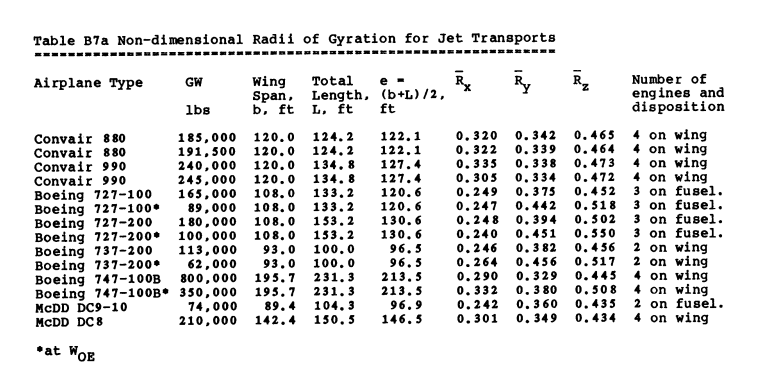 Table B7a Non-dimensional Radii of Gyration for Jet Transports
==============================================================
Airplane Type GW Wing Total e = R̄x R̄y R̄z Number of
Span, Length, (b+L)/2, engines and
lbs b, ft L, ft ft disposition
Convair 880 185,000 120.0 124.2 122.1 0.320 0.342 0.465 4 on wing
Convair 880 191,500 120.0 124.2 122.1 0.322 0.339 0.464 4 on wing
Convair 990 240,000 120.0 134.8 127.4 0.335 0.338 0.473 4 on wing
Convair 990 245,000 120.0 134.8 127.4 0.305 0.334 0.472 4 on wing
Boeing 727-100 165,000 108.0 133.2 120.6 0.249 0.375 0.452 3 on fusel.
Boeing 727-100* 89,000 108.0 133.2 120.6 0.247 0.442 0.518 3 on fusel.
Boeing 727-200 180,000 108.0 153.2 130.6 0.248 0.394 0.502 3 on fusel.
Boeing 727-200* 100,000 108.0 153.2 130.6 0.240 0.451 0.550 3 on fusel.
Boeing 737-200 113,000 93.0 100.0 96.5 0.246 0.382 0.456 2 on wing
Boeing 737-200* 62,000 93.0 100.0 96.5 0.264 0.456 0.517 2 on wing
Boeing 747-100B 800,000 195.7 231.3 213.5 0.290 0.329 0.445 4 on wing
Boeing 747-100B* 350,000 195.7 231.3 213.5 0.332 0.380 0.508 4 on wing
McDD DC9-10 74,000 89.4 104.3 96.9 0.242 0.360 0.435 2 on fusel.
McDD DC8 210,000 142.4 150.5 146.5 0.301 0.349 0.434 4 on wing
*at WOE